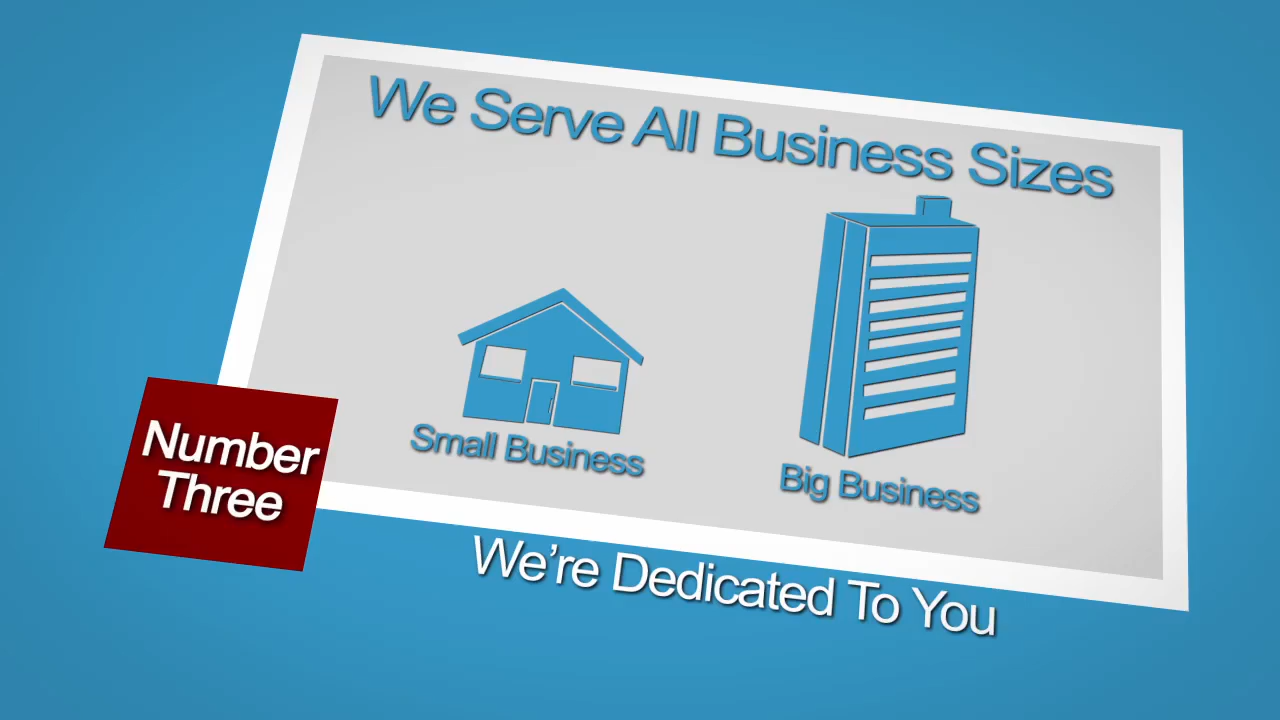 We Serve All Business Sizes
Small Business
Big Business
Number
Three
We're Dedicated To You